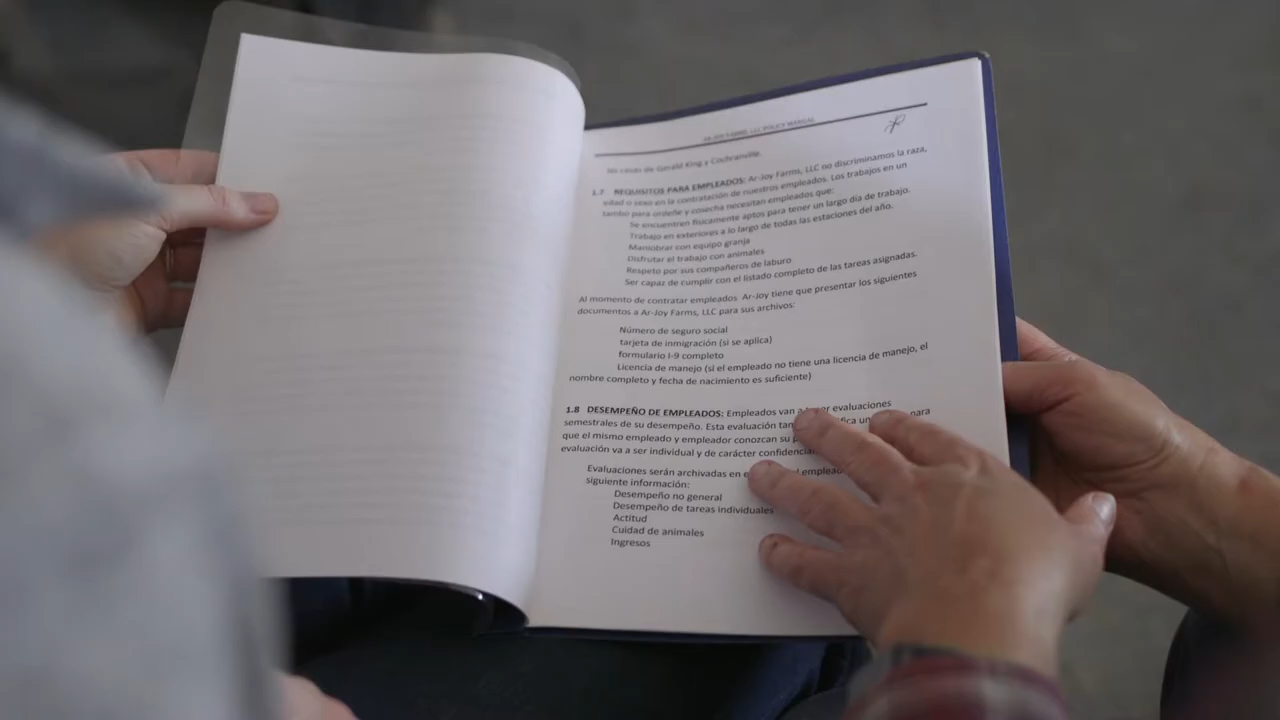 AR-JOY FARMS, LLC POLICY MANUAL
las casas de Gerald King y Cochranville.
1.7 REQUISITOS PARA EMPLEADOS: Ar-Joy Farms, LLC no discriminamos la raza,
edad o sexo en la contratación de nuestros empleados. Los trabajos en un
tambo para ordeñe y cosecha necesitan empleados que:
Se encuentren físicamente aptos para tener un largo día de trabajo.
Trabajo en exteriores a lo largo de todas las estaciones del año.
Maniobrar con equipo granja
Disfrutar el trabajo con animales
Respeto por sus compañeros de laburo
Ser capaz de cumplir con el listado completo de las tareas asignadas.
Al momento de contratar empleados Ar-Joy tiene que presentar los siguientes
documentos a Ar-Joy Farms, LLC para sus archivos:
Número de seguro social
tarjeta de inmigración (si se aplica)
formulario I-9 completo
Licencia de manejo (si el empleado no tiene una licencia de manejo, el
nombre completo y fecha de nacimiento es suficiente)
1.8 DESEMPEÑO DE EMPLEADOS: Empleados van a evaluaciones
semestrales de su desempeño. Esta evaluación para
que el mismo empleado y empleador conozcan su
evaluación va a ser individual y de carácter confidencial
Evaluaciones serán archivadas en
siguiente información:
Desempeño no general
Desempeño de tareas individuales
Actitud
Cuidad de animales
Ingresos